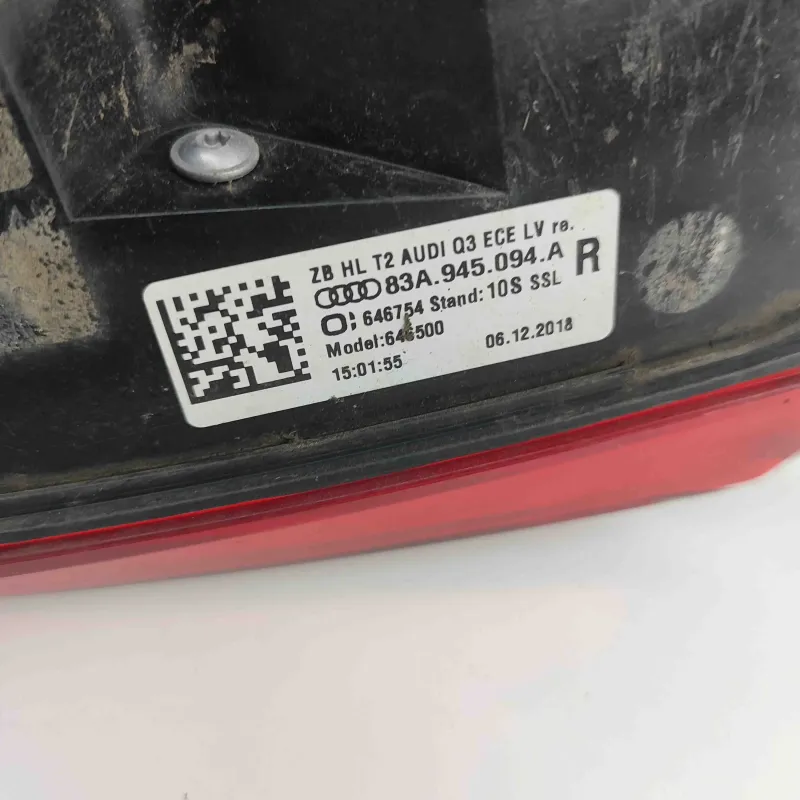 ZB HL T2 AUDI Q3 ECE LV re.
83A.945.094.A R
646754 Stand: 10S SSL
Model:646500
15:01:55 06.12.2018